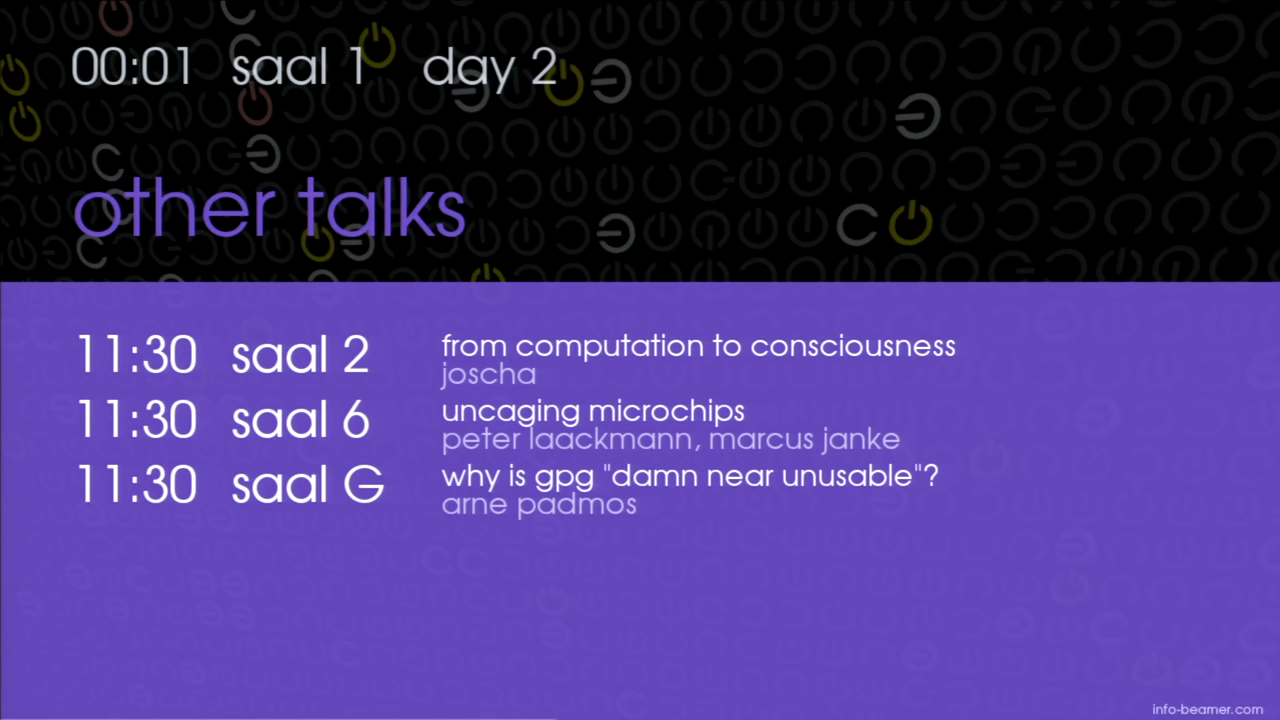 00:01 saal 1 day 2
other talks
11:30 saal 2 from computation to consciousness
joscha
11:30 saal 6 uncaging microchips
peter laackmann, marcus janke
11:30 saal G why is gpg "damn near unusable"?
arne padmos
info-beamer.com